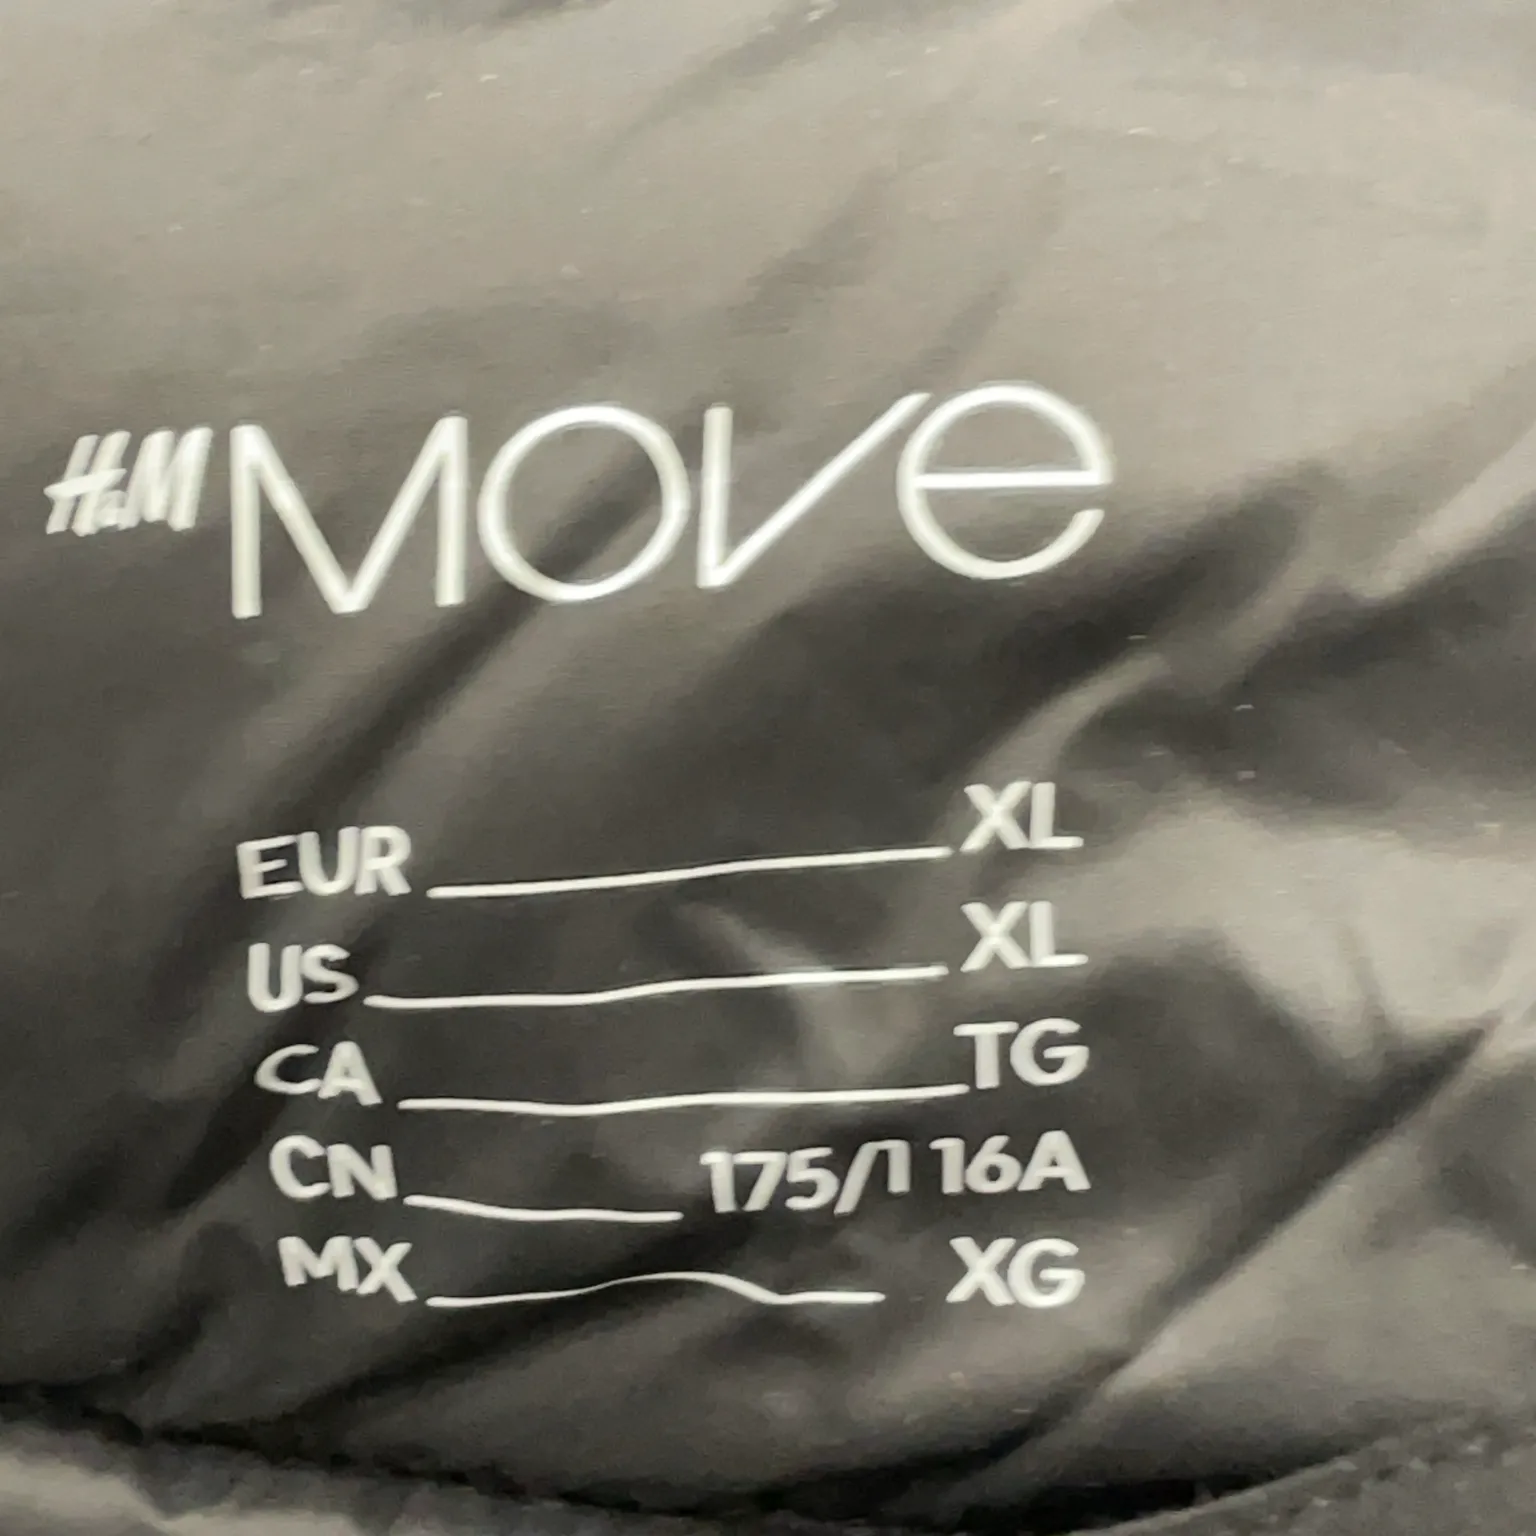 H&M MOVE
EUR XL
US XL
CA TG
CN 175/116A
MX XG